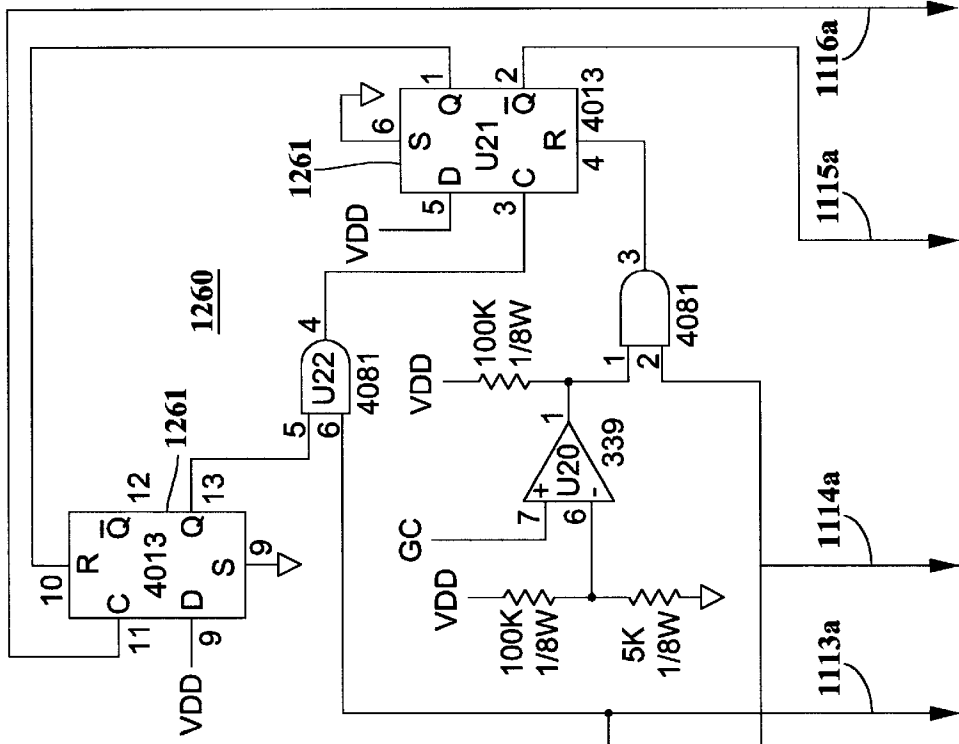 1116a
1
Q
2
Q
6
S
U21
4013
R
4
1261
D
5
C
3
VDD
1115a
1260
4
U22
4081
5
6
1261
12
13
10
R
Q
Q
4013
C
11
D
S
9
9
VDD
VDD
100K
1/8W
3
4081
1
2
1
U20
339
+
-
7
6
GC
VDD
100K
1/8W
5K
1/8W
1114a
1113a